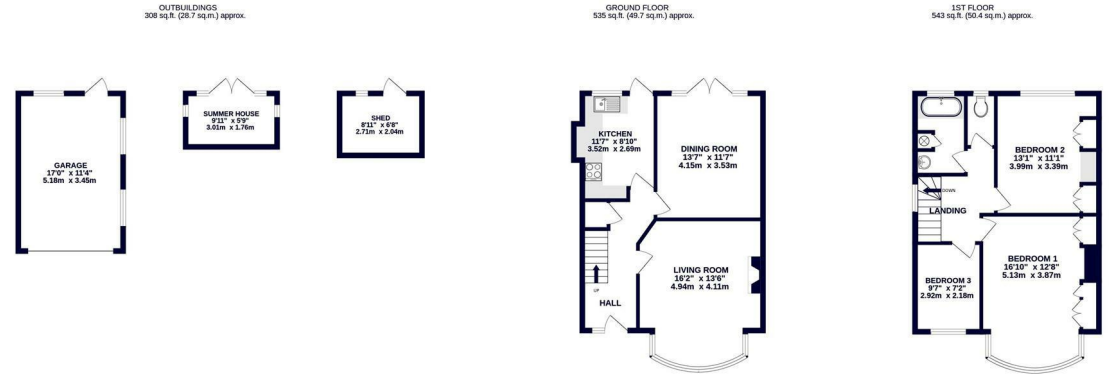 OUTBUILDINGS
308 sq.ft. (28.7 sq.m.) approx.
GARAGE
17'0" x 11'4"
5.18m x 3.45m
SUMMER HOUSE
9'11" x 5'9"
3.01m x 1.76m
SHED
8'11" x 6'8"
2.71m x 2.04m
GROUND FLOOR
535 sq.ft. (49.7 sq.m.) approx.
KITCHEN
11'7" x 8'10"
3.52m x 2.69m
DINING ROOM
13'7" x 11'7"
4.15m x 3.53m
LIVING ROOM
16'2" x 13'6"
4.94m x 4.11m
UP
HALL
1ST FLOOR
543 sq.ft. (50.4 sq.m.) approx.
BEDROOM 2
13'1" x 11'1"
3.99m x 3.39m
DOWN
LANDING
BEDROOM 1
16'10" x 12'8"
5.13m x 3.87m
BEDROOM 3
9'7" x 7'2"
2.92m x 2.18m